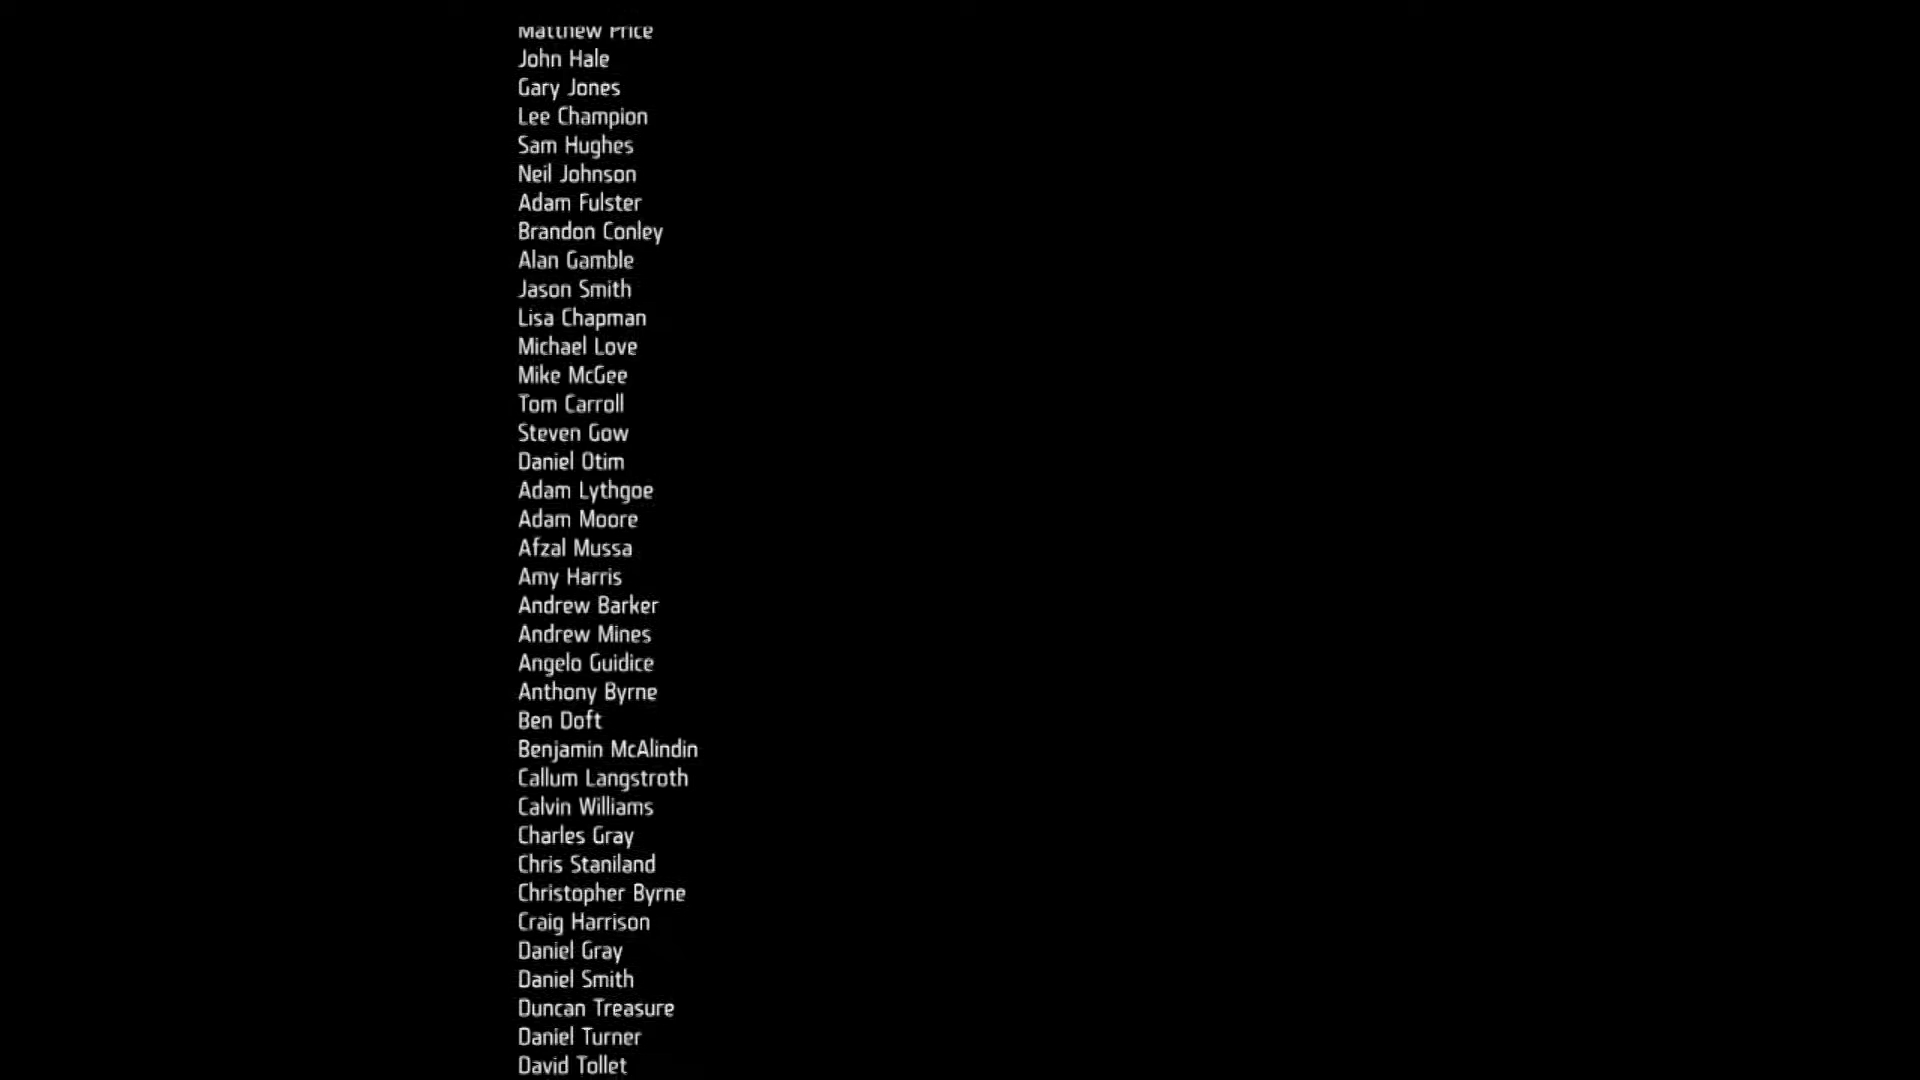 Matthew Price
John Hale
Gary Jones
Lee Champion
Sam Hughes
Neil Johnson
Adam Fulster
Brandon Conley
Alan Gamble
Jason Smith
Lisa Chapman
Michael Love
Mike McGee
Tom Carroll
Steven Gow
Daniel Otim
Adam Lythgoe
Adam Moore
Afzal Mussa
Amy Harris
Andrew Barker
Andrew Mines
Angelo Guidice
Anthony Byrne
Ben Doft
Benjamin McAlindin
Callum Langstroth
Calvin Williams
Charles Gray
Chris Staniland
Christopher Byrne
Craig Harrison
Daniel Gray
Daniel Smith
Duncan Treasure
Daniel Turner
David Tollet